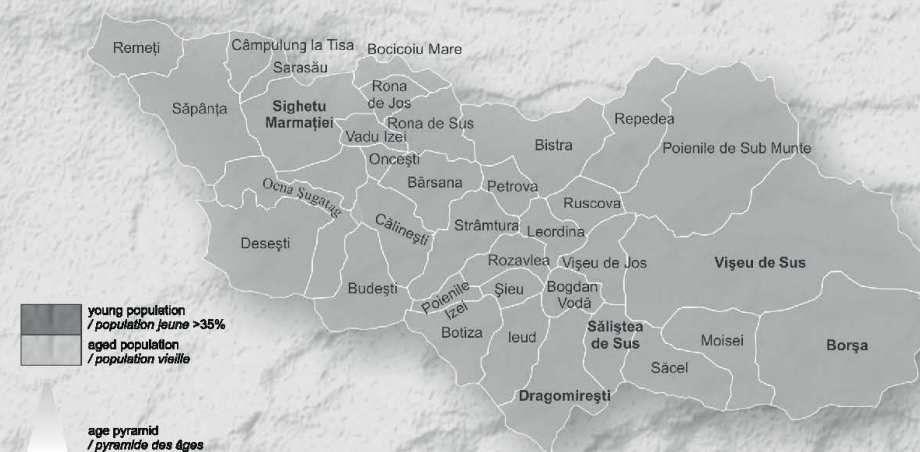 Remeți
Câmpulung la Tisa
Bocicoiu Mare
Sarasău
Săpânța
Sighetu
Marmației
Rona
de Jos
Rona de Sus
Vadu Izei
Repedea
Bistra
Poienile de Sub Munte
Oncești
Bârsana
Petrova
Ocna Șugătag
Ruscova
Călinești
Strâmtura
Leordina
Desești
Rozavlea
Vișeu de Jos
Vișeu de Sus
Budești
Poienile
Izei
Șieu
Bogdan
Vodă
Botiza
Ieud
Săliștea
de Sus
Moisei
Borșa
Săcel
Dragomirești
young population
/ population jeune >35%
aged population
/ population vieille
age pyramid
/ pyramide des âges